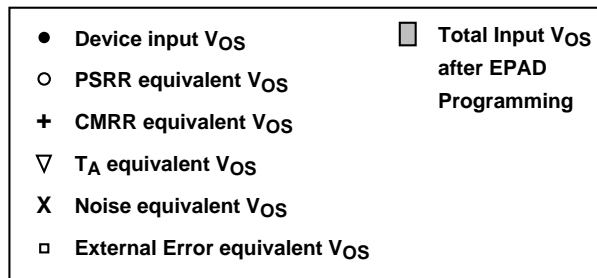 ● Device input VOS
○ PSRR equivalent VOS
+ CMRR equivalent VOS
▽ TA equivalent VOS
X Noise equivalent VOS
□ External Error equivalent VOS
Total Input VOS
after EPAD
Programming